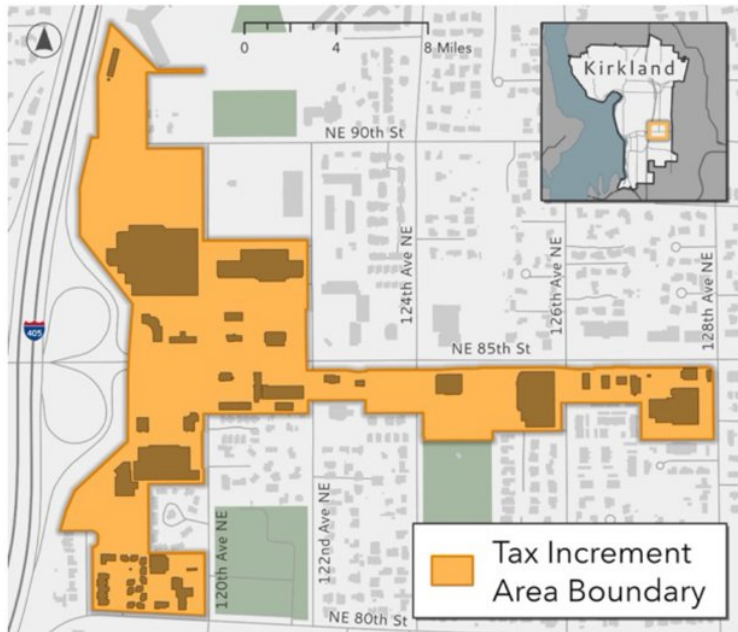 0 4 8 Miles
Kirkland
NE 90th St
124th Ave NE
126th Ave NE
128th Ave NE
405
NE 85th St
120th Ave NE
122nd Ave NE
NE 80th St
Tax Increment
Area Boundary